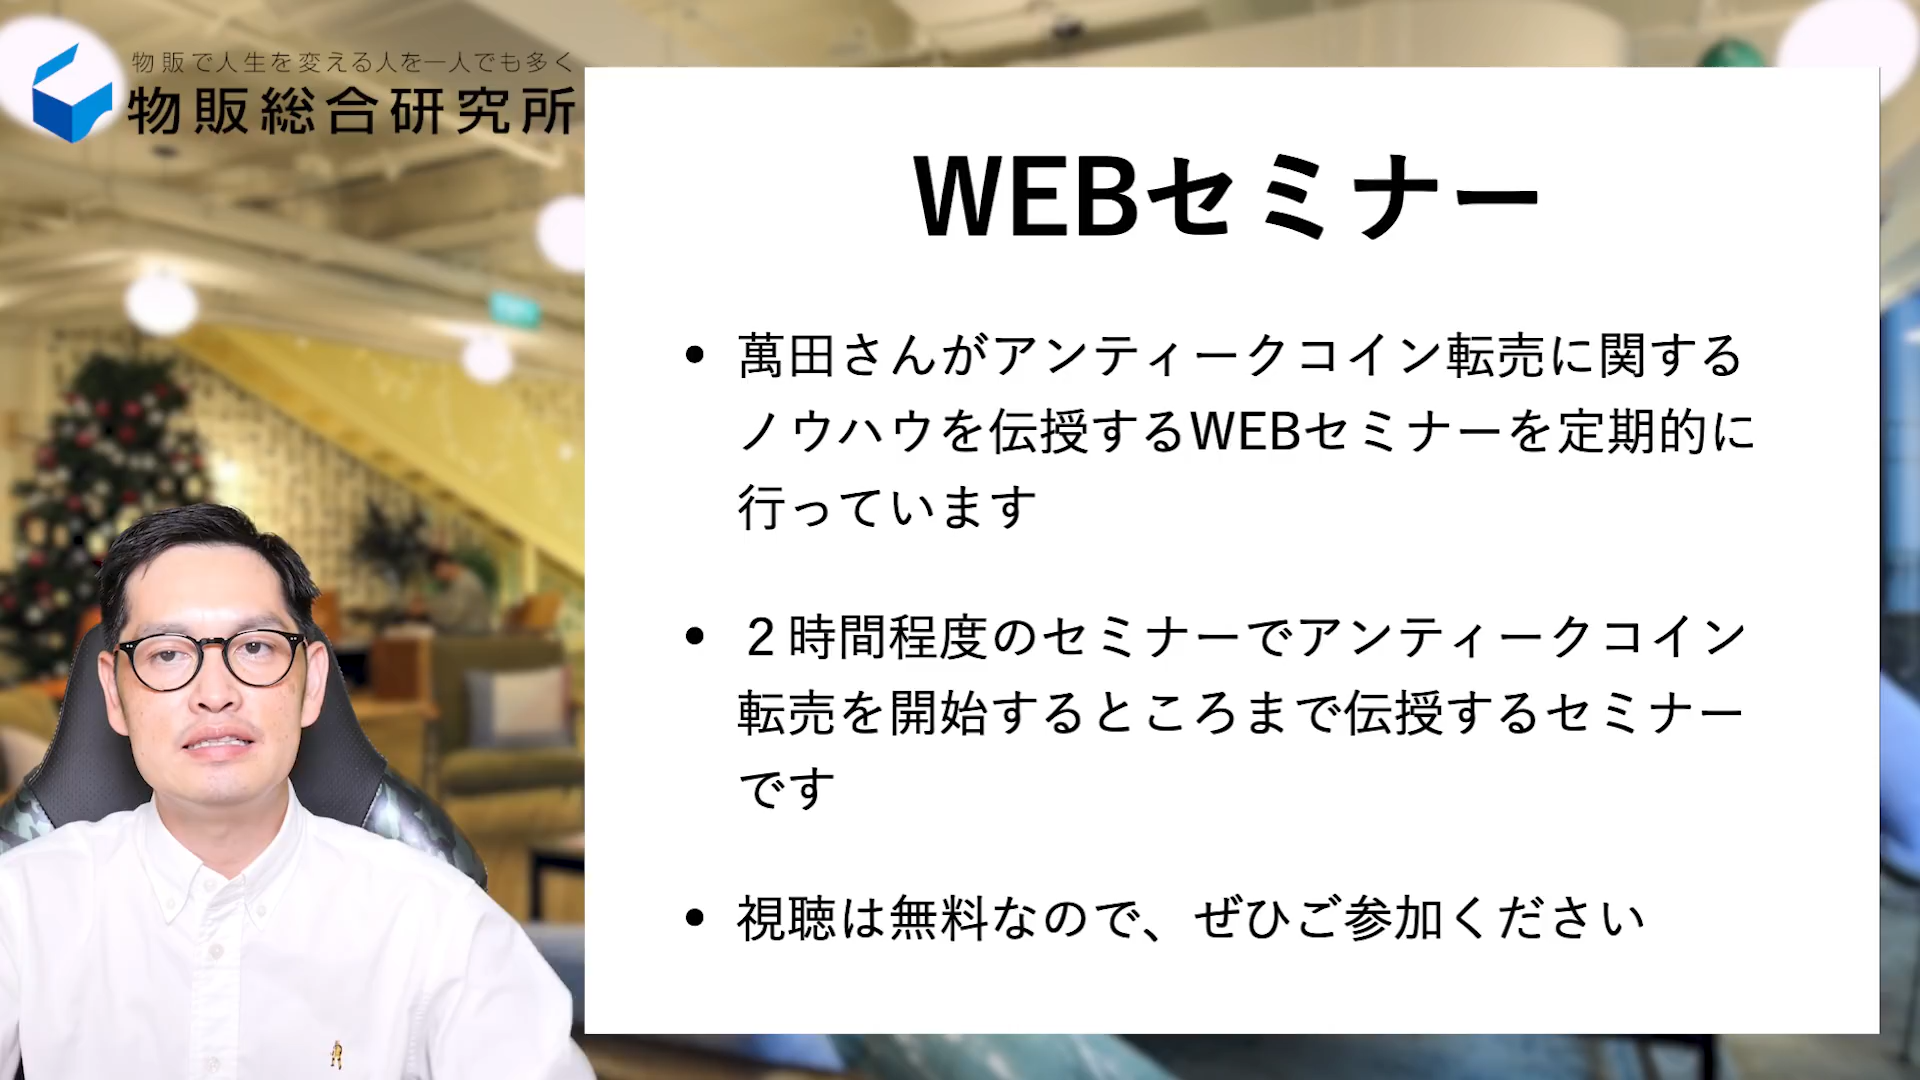 物販で人生を変える人を一人でも多く
物販総合研究所
WEBセミナー
• 萬田さんがアンティークコイン転売に関する
ノウハウを伝授するWEBセミナーを定期的に
行っています
• ２時間程度のセミナーでアンティークコイン
転売を開始するところまで伝授するセミナー
です
• 視聴は無料なので、ぜひご参加ください